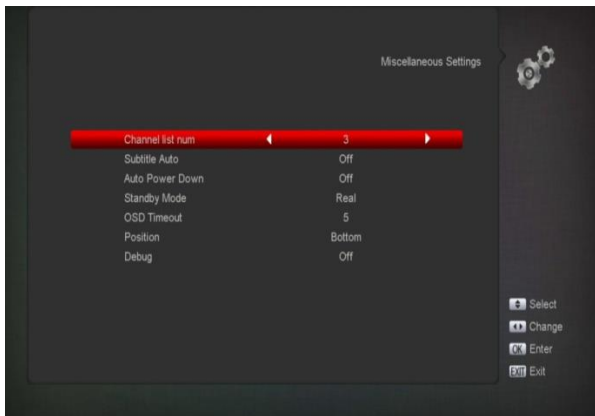 Miscellaneous Settings
Channel list num 3
Subtitle Auto Off
Auto Power Down Off
Standby Mode Real
OSD Timeout 5
Position Bottom
Debug Off
Select
Change
OK Enter
EXIT Exit